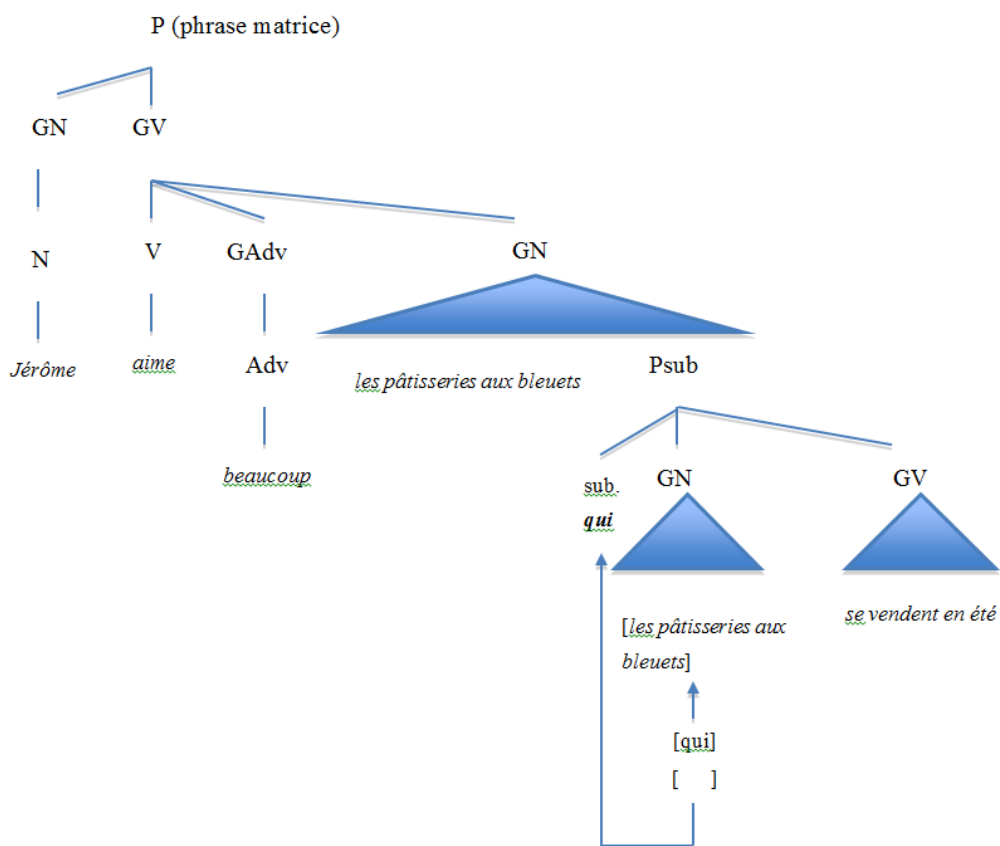 P (phrase matrice)
GN GV
N V GAdv GN
Jérôme aime Adv les pâtisseries aux bleuets Psub
beaucoup sub. GN GV
qui
[les pâtisseries aux se vendent en été
bleuets]
[qui]
[ ]